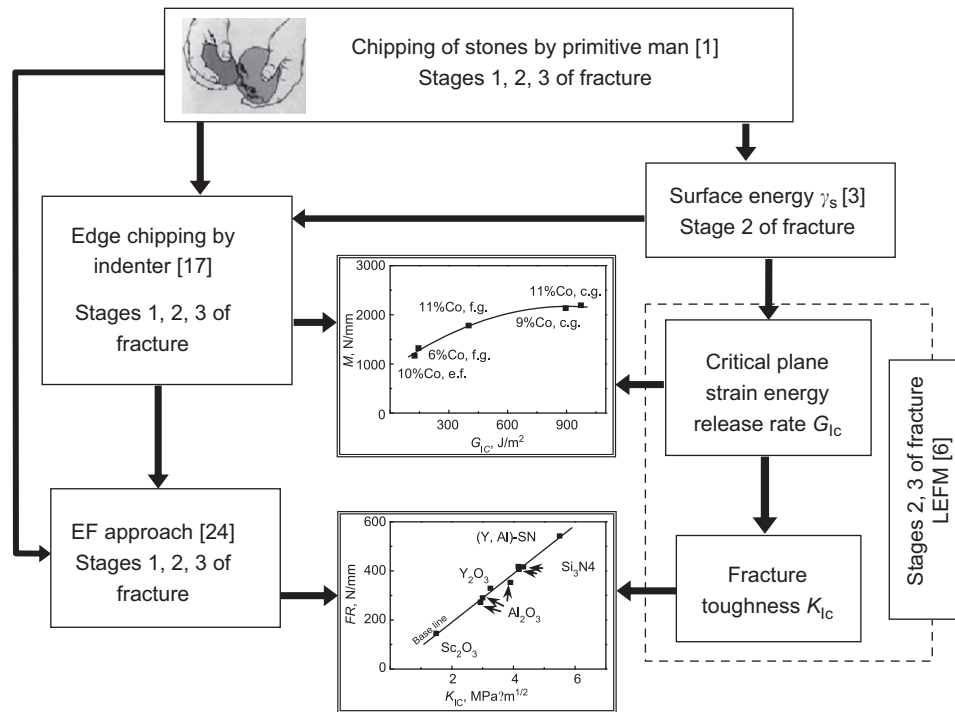 Chipping of stones by primitive man [1]
Stages 1, 2, 3 of fracture
Surface energy γs [3]
Stage 2 of fracture
Edge chipping by
indenter [17]
Stages 1, 2, 3 of
fracture
3000
2000
1000
0
M, N/mm
11%Co, f.g.
11%Co, c.g.
9%Co, c.g.
6%Co, f.g.
10%Co, e.f.
300 600 900
GIC, J/m²
Critical plane
strain energy
release rate GIc
Stages 2, 3 of fracture
LEFM [6]
EF approach [24]
Stages 1, 2, 3 of
fracture
600
400
200
0
FR, N/mm
(Y, Al)-SN
Y2O3
Si3N4
Al2O3
Base line
Sc2O3
2 4 6
KIC, MPa?m1/2
Fracture
toughness KIc